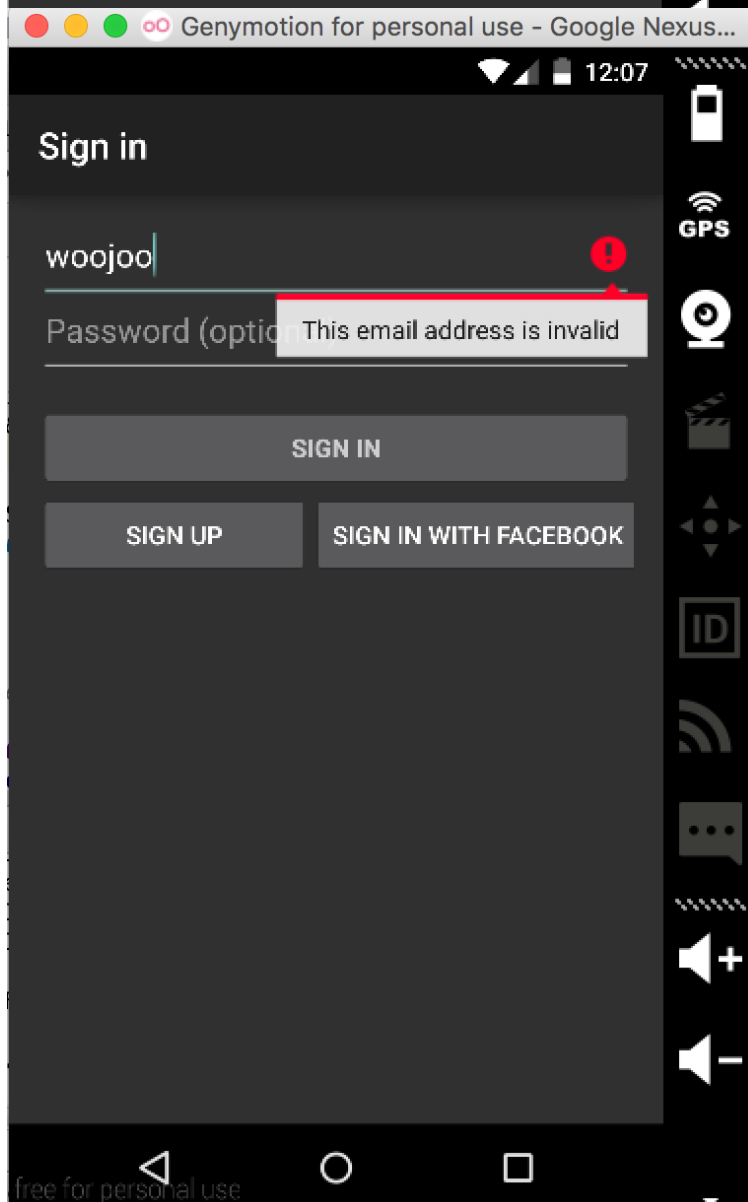 Genymotion for personal use - Google Nexus...
12:07
Sign in
GPS
woojoo
This email address is invalid
Password (optional)
SIGN IN
SIGN UP
SIGN IN WITH FACEBOOK
ID
free for personal use